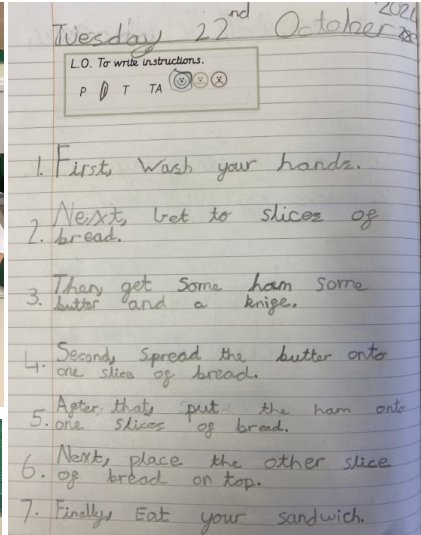 Tuesday 22nd October
L.O. To write instructions.
P D T TA
1. First, Wash your hands.
2. Next, Get to slices of
bread.
3. Then, get Some ham some
butter and a knife.
4. Second, Spread the butter onto
one slice of bread.
5. After that, put the ham onto
one slices of bread.
6. Next, place the other slice
of bread on top.
7. Finally, Eat your sandwich.